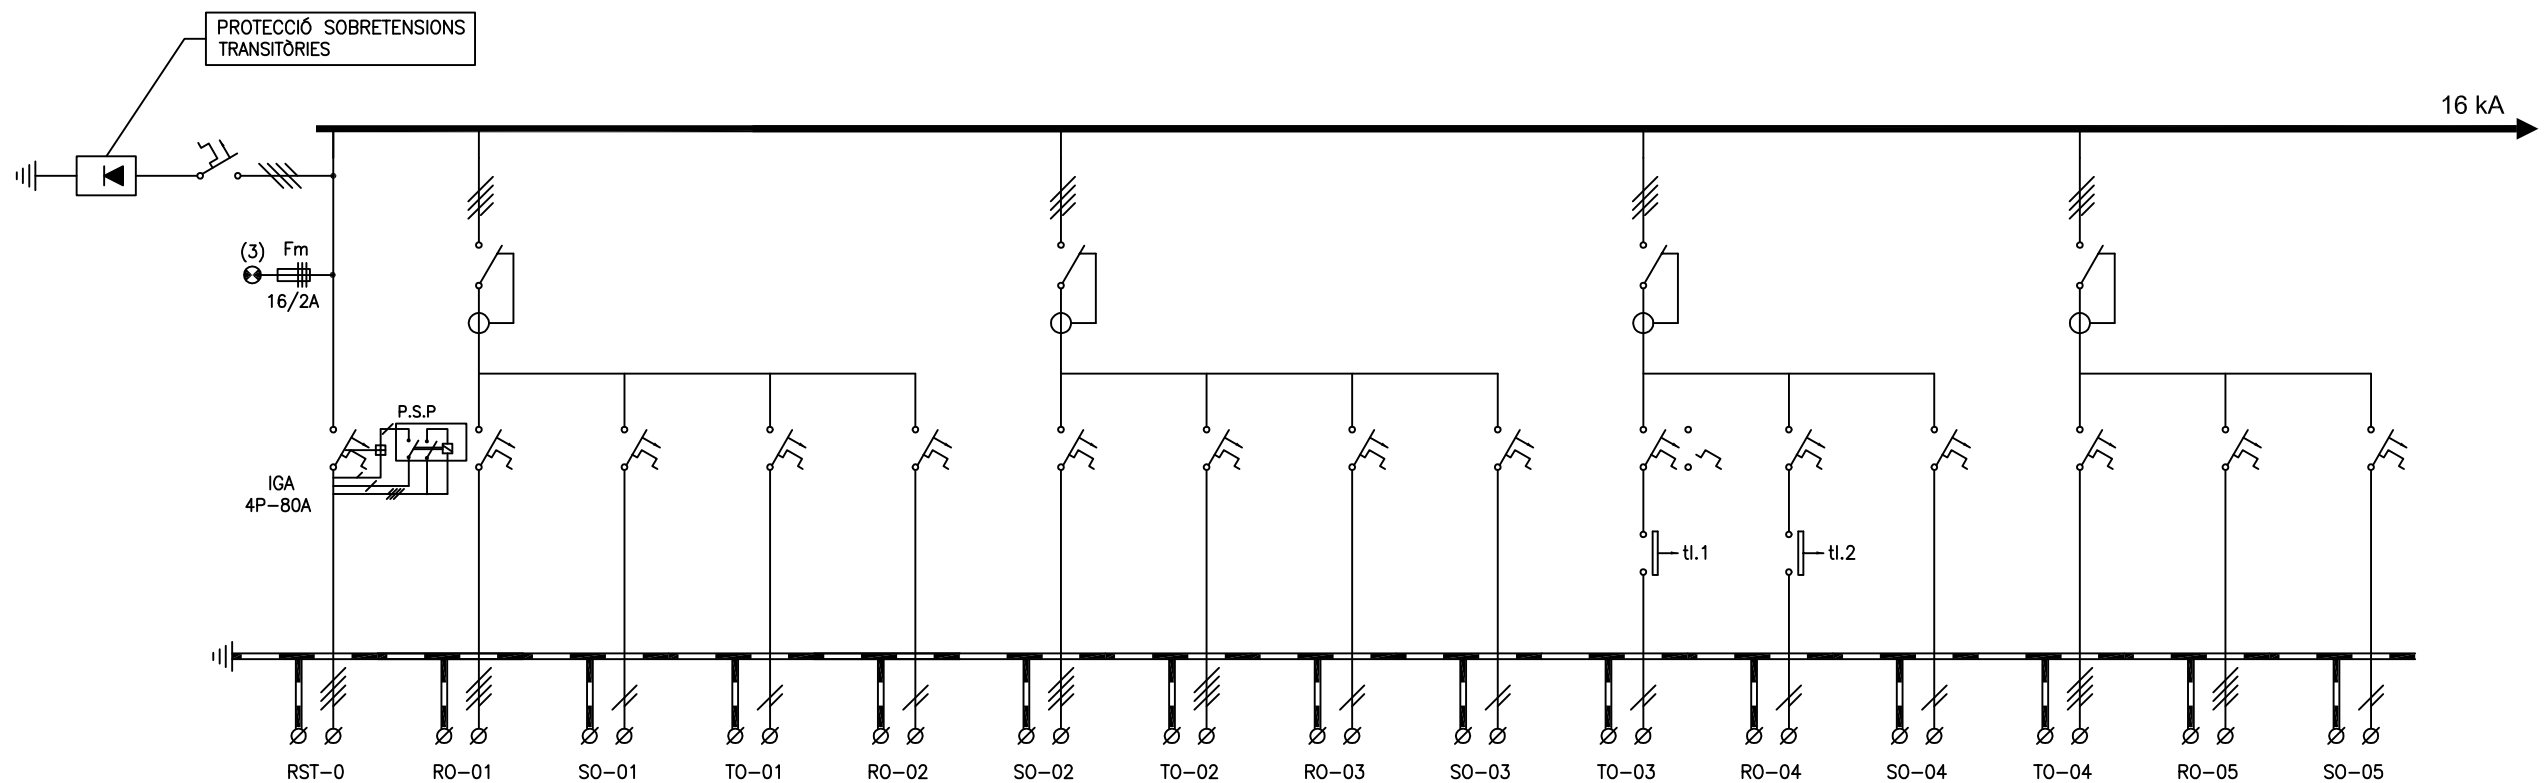 PROTECCIÓ SOBRETENSIONS
TRANSITÒRIES
16 kA
(3) Fm
16/2A
P.S.P
IGA
4P-80A
tl.1
tl.2
RST-0 RO-01 SO-01 TO-01 RO-02 SO-02 TO-02 RO-03 SO-03 TO-03 RO-04 SO-04 TO-04 RO-05 SO-05